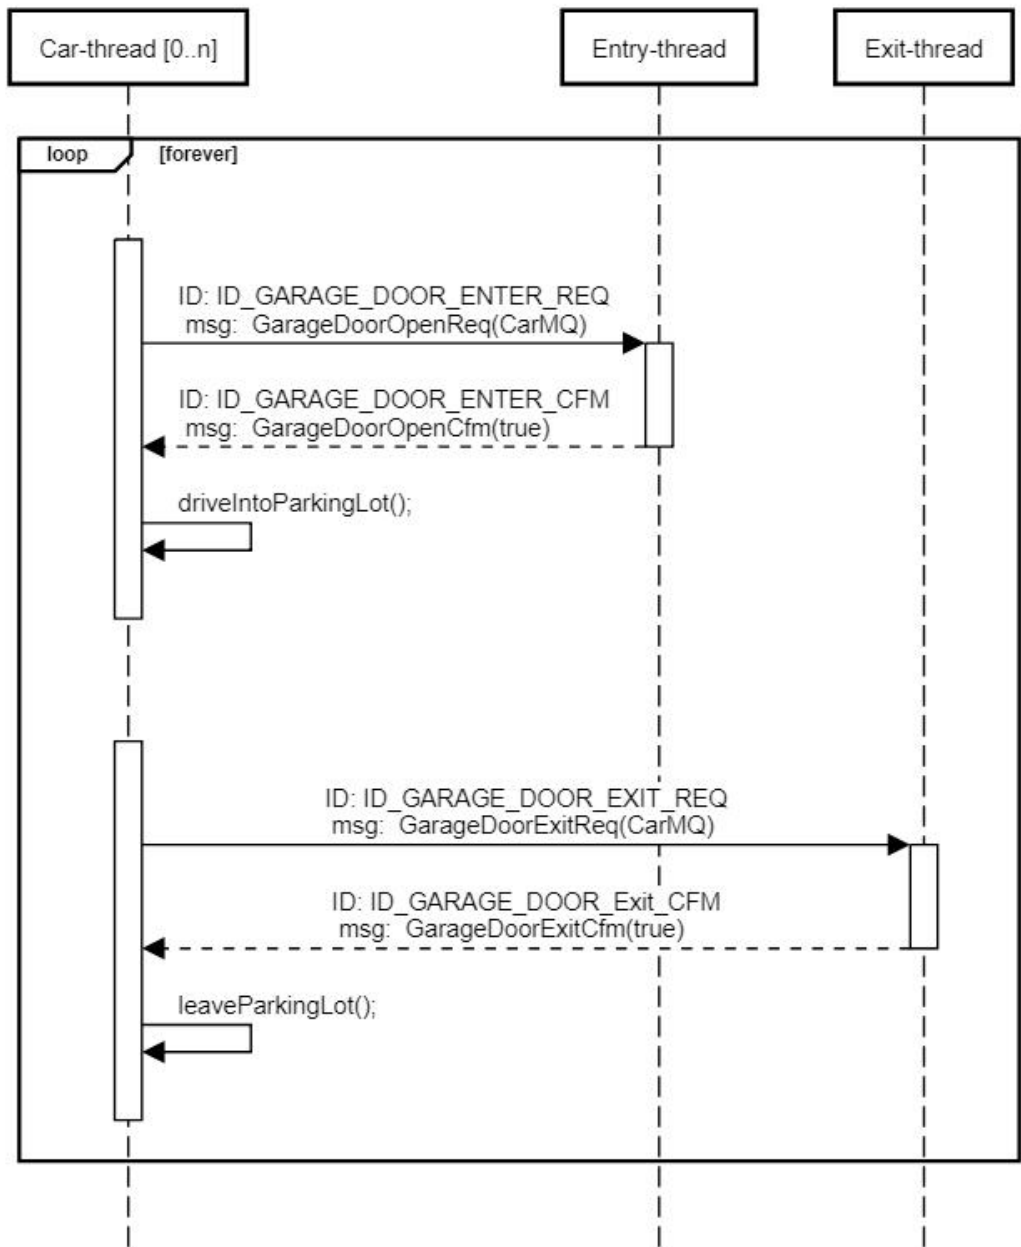 Car-thread [0..n]
Entry-thread
Exit-thread
loop
[forever]
ID: ID_GARAGE_DOOR_ENTER_REQ
msg: GarageDoorOpenReq(CarMQ)
ID: ID_GARAGE_DOOR_ENTER_CFM
msg: GarageDoorOpenCfm(true)
driveIntoParkingLot();
ID: ID_GARAGE_DOOR_EXIT_REQ
msg: GarageDoorExitReq(CarMQ)
ID: ID_GARAGE_DOOR_Exit_CFM
msg: GarageDoorExitCfm(true)
leaveParkingLot();